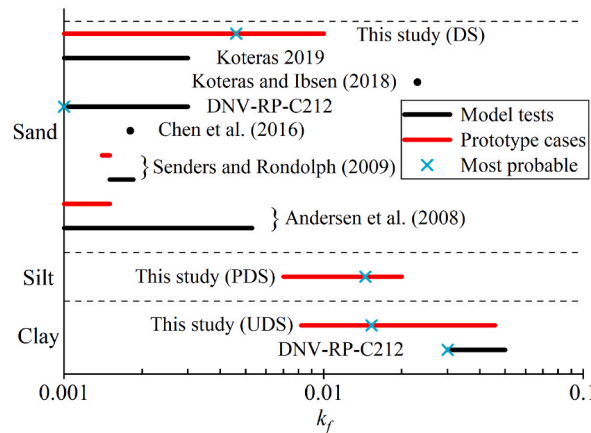 This study (DS)
Koteras 2019
Koteras and Ibsen (2018)
DNV-RP-C212
Sand
Chen et al. (2016)
} Senders and Rondolph (2009)
} Andersen et al. (2008)
Model tests
Prototype cases
Most probable
Silt
This study (PDS)
This study (UDS)
Clay
DNV-RP-C212
0.001 0.01 0.1
k_f